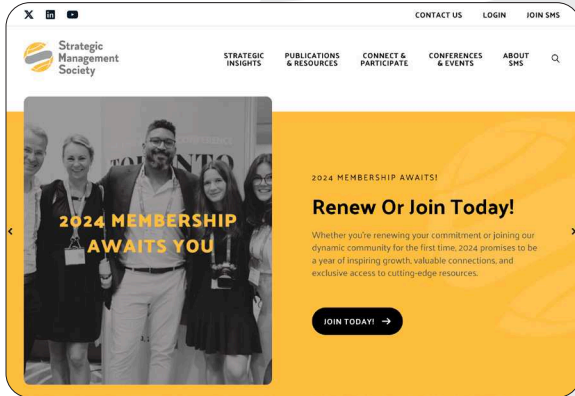 CONTACT US LOGIN JOIN SMS
Strategic
Management
Society
STRATEGIC
INSIGHTS
PUBLICATIONS
& RESOURCES
CONNECT &
PARTICIPATE
CONFERENCES
& EVENTS
ABOUT
SMS
TORONTO
2024 MEMBERSHIP
AWAITS YOU
2024 MEMBERSHIP AWAITS!
Renew Or Join Today!
Whether you're renewing your commitment or joining our
dynamic community for the first time, 2024 promises to be
a year of inspiring growth, valuable connections, and
exclusive access to cutting-edge resources.
JOIN TODAY! →